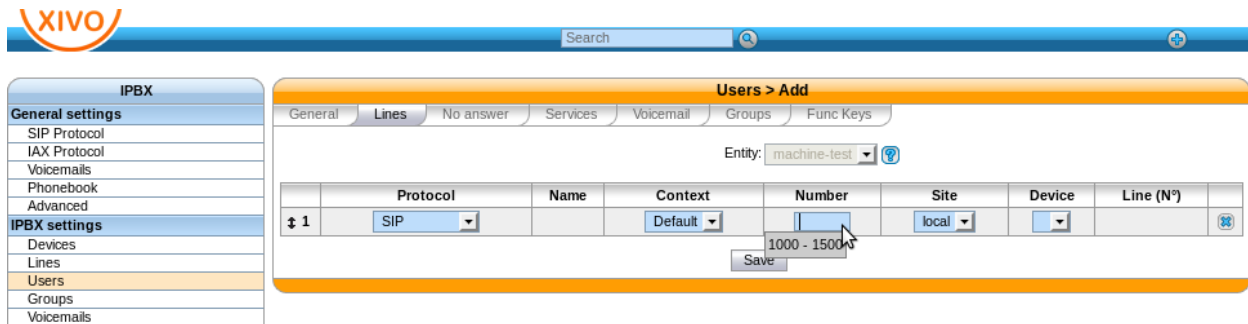 XIVO
Search
IPBX
General settings
SIP Protocol
IAX Protocol
Voicemails
Phonebook
Advanced
IPBX settings
Devices
Lines
Users
Groups
Voicemails
Users > Add
General Lines No answer Services Voicemail Groups Func Keys
Entity: machine-test
Protocol Name Context Number Site Device Line (N°)
1 SIP Default local
1000 - 1500
Save